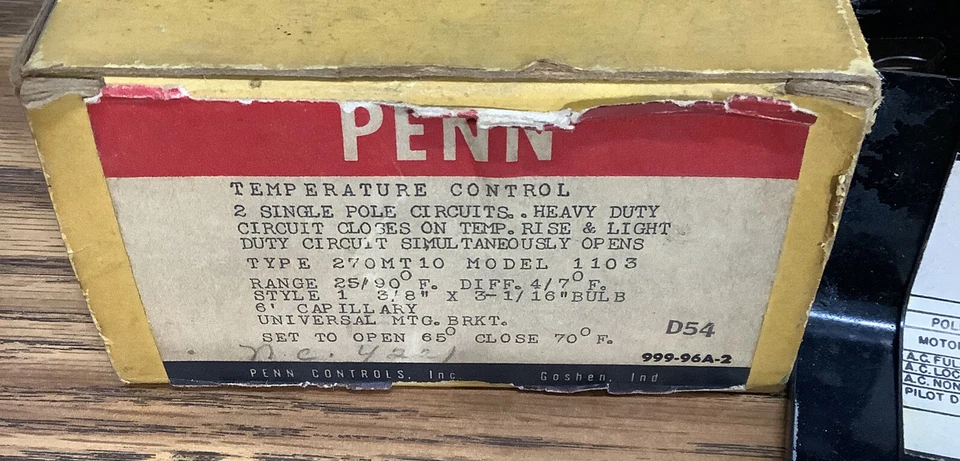 PENN
TEMPERATURE CONTROL
2 SINGLE POLE CIRCUITS..HEAVY DUTY
CIRCUIT CLOSES ON TEMP. RISE & LIGHT
DUTY CIRCUIT SIMULTANEOUSLY OPENS
TYPE 270MT10 MODEL 1103
RANGE 25/90° F. DIFF. 4/7° F.
STYLE 1 3/8" X 3-1/16"BULB
6' CAPILLARY
UNIVERSAL MTG. BRKT.
SET TO OPEN 65° CLOSE 70° F.
D54
999-96A-2
PENN CONTROLS, Inc. Goshen, Ind
MOTO
A.C. FUL
A.C. LOC
A.C. NON
PILOT D